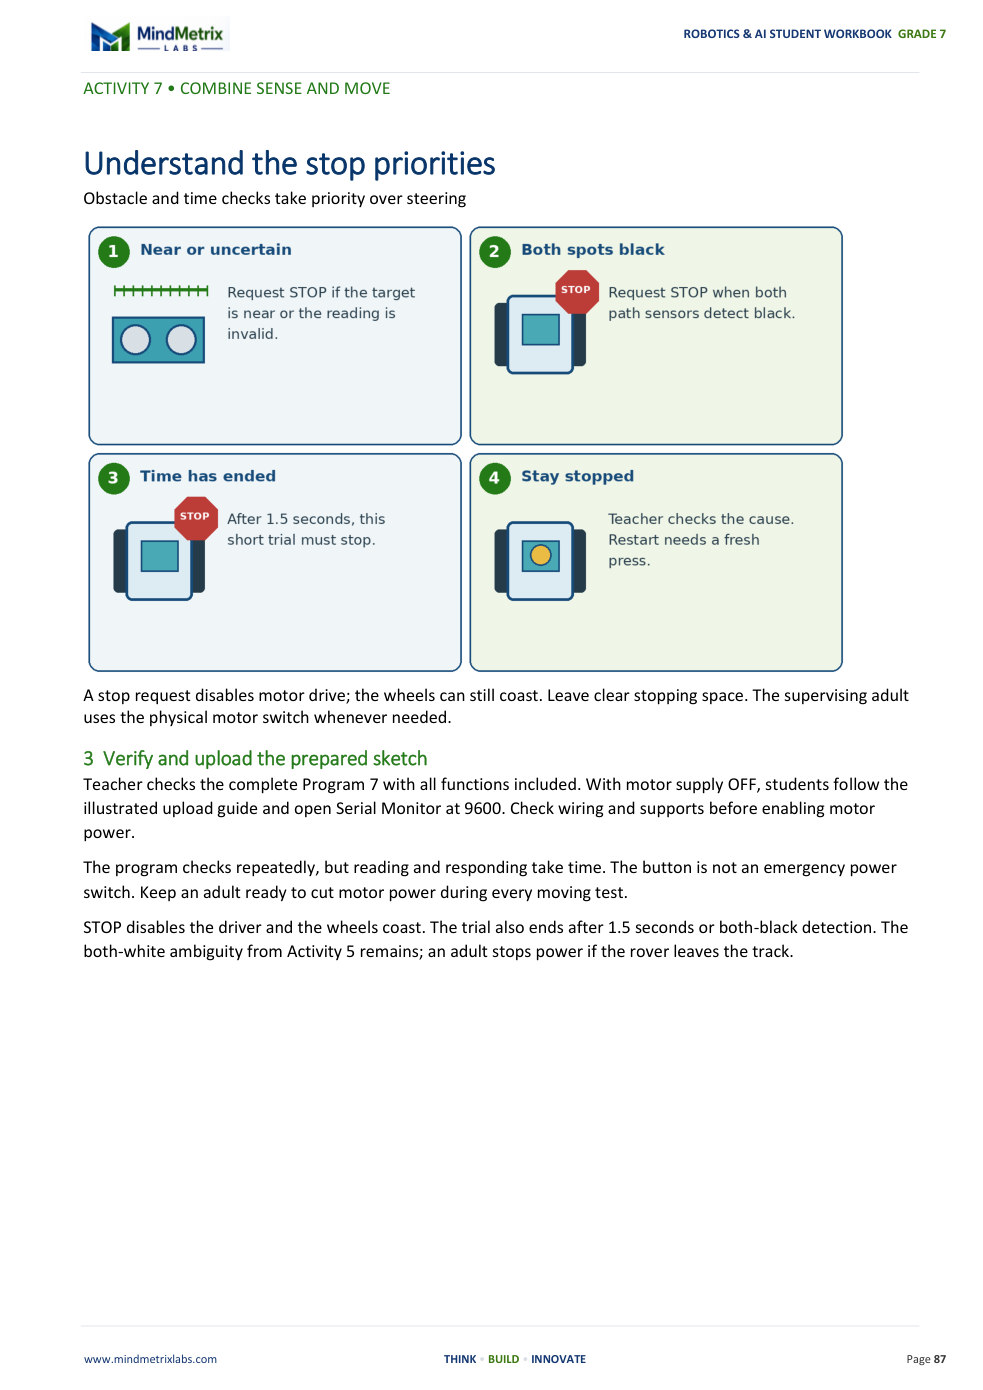 MindMetrix
LABS
ROBOTICS & AI STUDENT WORKBOOK GRADE 7
ACTIVITY 7 • COMBINE SENSE AND MOVE
Understand the stop priorities
Obstacle and time checks take priority over steering
1 Near or uncertain
Request STOP if the target
is near or the reading is
invalid.
2 Both spots black
STOP
Request STOP when both
path sensors detect black.
3 Time has ended
STOP
After 1.5 seconds, this
short trial must stop.
4 Stay stopped
Teacher checks the cause.
Restart needs a fresh
press.
A stop request disables motor drive; the wheels can still coast. Leave clear stopping space. The supervising adult
uses the physical motor switch whenever needed.
3 Verify and upload the prepared sketch
Teacher checks the complete Program 7 with all functions included. With motor supply OFF, students follow the
illustrated upload guide and open Serial Monitor at 9600. Check wiring and supports before enabling motor
power.
The program checks repeatedly, but reading and responding take time. The button is not an emergency power
switch. Keep an adult ready to cut motor power during every moving test.
STOP disables the driver and the wheels coast. The trial also ends after 1.5 seconds or both-black detection. The
both-white ambiguity from Activity 5 remains; an adult stops power if the rover leaves the track.
www.mindmetrixlabs.com
THINK • BUILD • INNOVATE
Page 87